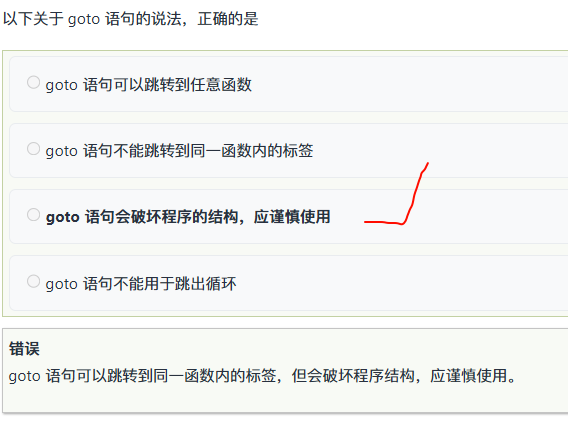 以下关于 goto 语句的说法，正确的是
goto 语句可以跳转到任意函数
goto 语句不能跳转到同一函数内的标签
goto 语句会破坏程序的结构，应谨慎使用
goto 语句不能用于跳出循环
错误
goto 语句可以跳转到同一函数内的标签，但会破坏程序结构，应谨慎使用。